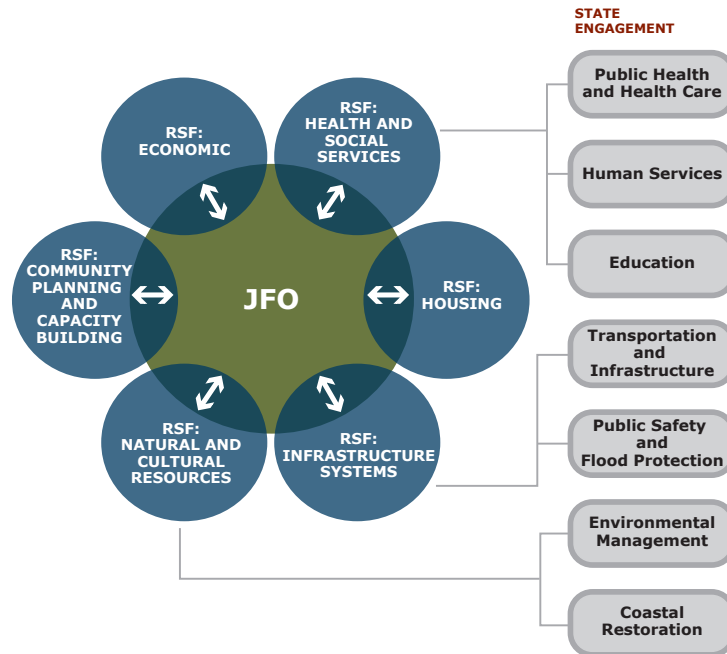 STATE
ENGAGEMENT
Public Health
and Health Care
Human Services
Education
Transportation
and
Infrastructure
Public Safety
and
Flood Protection
Environmental
Management
Coastal
Restoration
RSF:
ECONOMIC
RSF:
HEALTH AND
SOCIAL
SERVICES
RSF:
COMMUNITY
PLANNING
AND
CAPACITY
BUILDING
JFO
RSF:
HOUSING
RSF:
NATURAL AND
CULTURAL
RESOURCES
RSF:
INFRASTRUCTURE
SYSTEMS